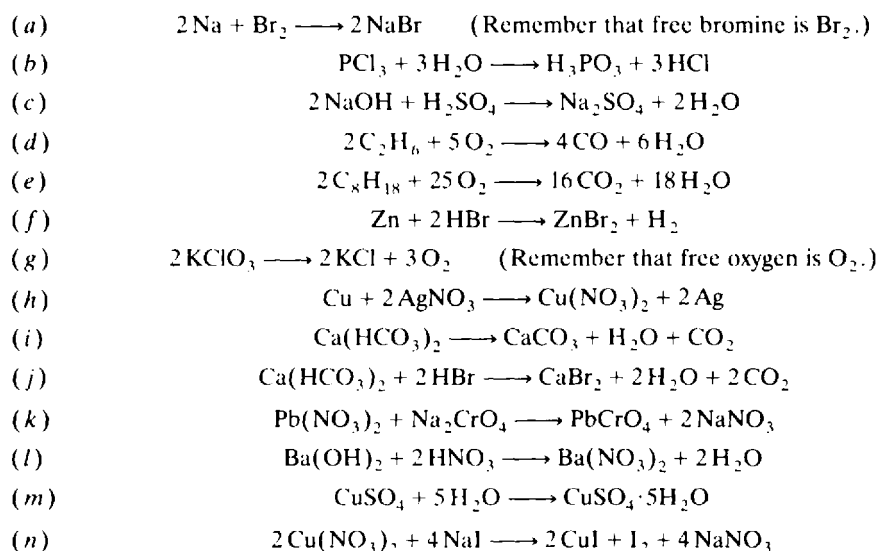 (a) 2Na + Br₂ ⟶ 2NaBr (Remember that free bromine is Br₂.)
(b) PCl₃ + 3H₂O ⟶ H₃PO₃ + 3HCl
(c) 2NaOH + H₂SO₄ ⟶ Na₂SO₄ + 2H₂O
(d) 2C₂H₆ + 5O₂ ⟶ 4CO + 6H₂O
(e) 2C₈H₁₈ + 25O₂ ⟶ 16CO₂ + 18H₂O
(f) Zn + 2HBr ⟶ ZnBr₂ + H₂
(g) 2KClO₃ ⟶ 2KCl + 3O₂ (Remember that free oxygen is O₂.)
(h) Cu + 2AgNO₃ ⟶ Cu(NO₃)₂ + 2Ag
(i) Ca(HCO₃)₂ ⟶ CaCO₃ + H₂O + CO₂
(j) Ca(HCO₃)₂ + 2HBr ⟶ CaBr₂ + 2H₂O + 2CO₂
(k) Pb(NO₃)₂ + Na₂CrO₄ ⟶ PbCrO₄ + 2NaNO₃
(l) Ba(OH)₂ + 2HNO₃ ⟶ Ba(NO₃)₂ + 2H₂O
(m) CuSO₄ + 5H₂O ⟶ CuSO₄·5H₂O
(n) 2Cu(NO₃)₂ + 4NaI ⟶ 2CuI + I₂ + 4NaNO₃